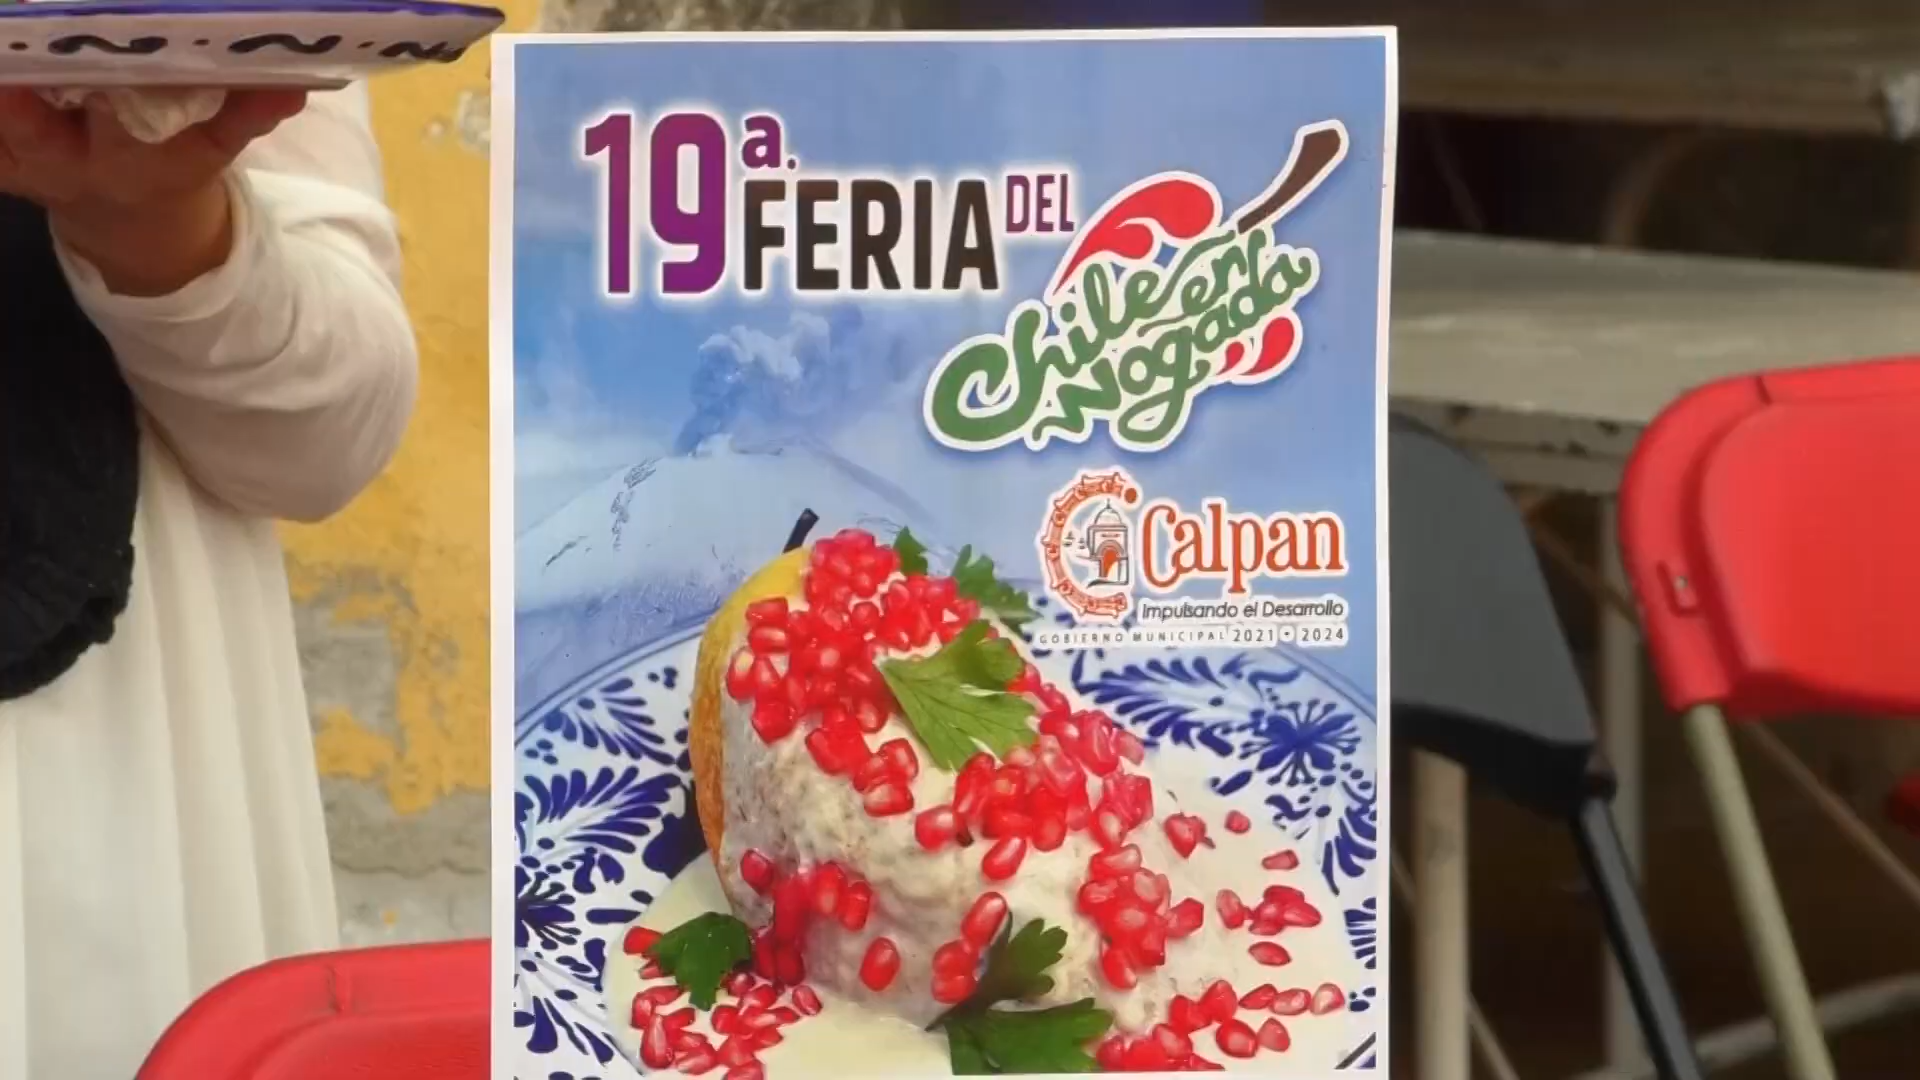 19a. FERIA DEL
Chile en
Nogada
Calpan
Impulsando el Desarrollo
GOBIERNO MUNICIPAL 2021 • 2024